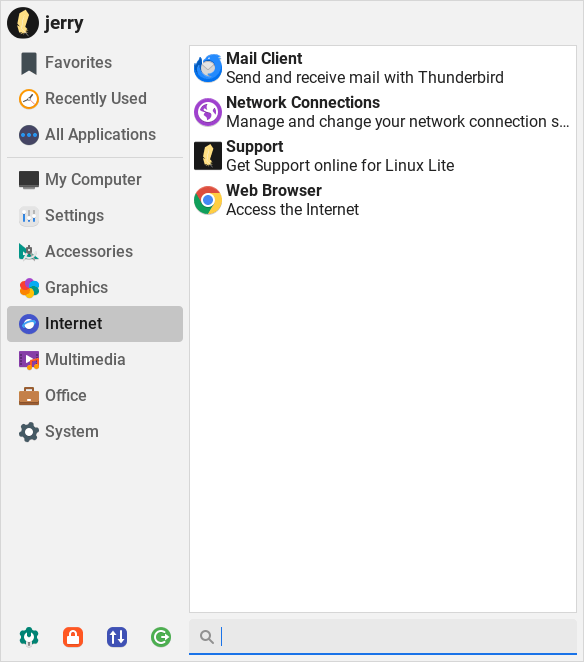 jerry
Favorites
Recently Used
All Applications
My Computer
Settings
Accessories
Graphics
Internet
Multimedia
Office
System
Mail Client
Send and receive mail with Thunderbird
Network Connections
Manage and change your network connection s...
Support
Get Support online for Linux Lite
Web Browser
Access the Internet